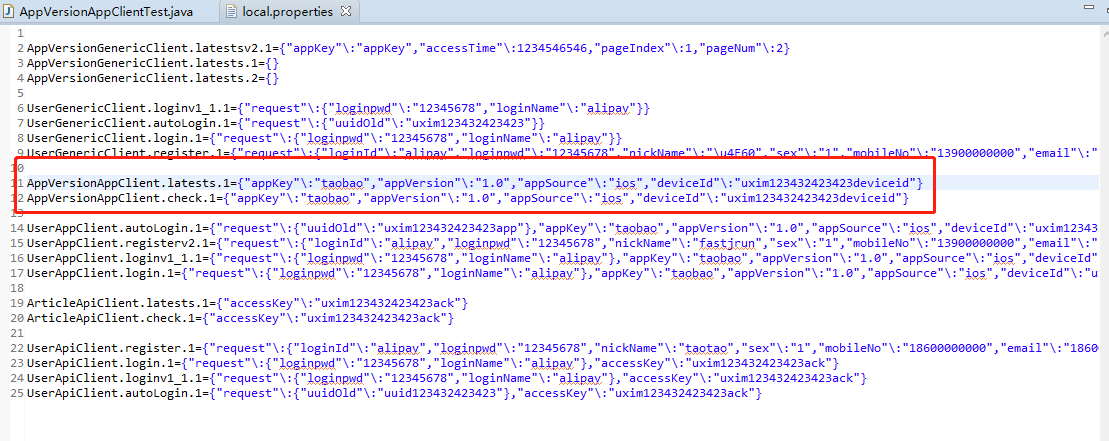 AppVersionAppClientTest.java local.properties
1
2 AppVersionGenericClient.latestsv2.1={"appKey"\:"appKey","accessTime"\:1234546546,"pageIndex"\:1,"pageNum"\:2}
3 AppVersionGenericClient.latests.1={}
4 AppVersionGenericClient.latests.2={}
5
6 UserGenericClient.loginv1_1.1={"request"\:{"loginpwd"\:"12345678","loginName"\:"alipay"}}
7 UserGenericClient.autoLogin.1={"request"\:{"uuidOld"\:"uxim123432423423"}}
8 UserGenericClient.login.1={"request"\:{"loginpwd"\:"12345678","loginName"\:"alipay"}}
9 UserGenericClient.register.1={"request"\:{"loginId"\:"alipay","loginpwd"\:"12345678","nickName"\:"\u4F60","sex"\:"1","mobileNo"\:"13900000000","email"\:"
10
11 AppVersionAppClient.latests.1={"appKey"\:"taobao","appVersion"\:"1.0","appSource"\:"ios","deviceId"\:"uxim123432423423deviceid"}
12 AppVersionAppClient.check.1={"appKey"\:"taobao","appVersion"\:"1.0","appSource"\:"ios","deviceId"\:"uxim123432423423deviceid"}
13
14 UserAppClient.autoLogin.1={"request"\:{"uuidOld"\:"uxim123432423423app"},"appKey"\:"taobao","appVersion"\:"1.0","appSource"\:"ios","deviceId"\:"uxim12343
15 UserAppClient.registerv2.1={"request"\:{"loginId"\:"alipay","loginpwd"\:"12345678","nickName"\:"fastjrun","sex"\:"1","mobileNo"\:"13900000000","email"\:"
16 UserAppClient.loginv1_1.1={"request"\:{"loginpwd"\:"12345678","loginName"\:"alipay"},"appKey"\:"taobao","appVersion"\:"1.0","appSource"\:"ios","deviceId"
17 UserAppClient.login.1={"request"\:{"loginpwd"\:"12345678","loginName"\:"alipay"},"appKey"\:"taobao","appVersion"\:"1.0","appSource"\:"ios","deviceId"\:"ux
18
19 ArticleApiClient.latests.1={"accessKey"\:"uxim123432423423ack"}
20 ArticleApiClient.check.1={"accessKey"\:"uxim123432423423ack"}
21
22 UserApiClient.register.1={"request"\:{"loginId"\:"alipay","loginpwd"\:"12345678","nickName"\:"taotao","sex"\:"1","mobileNo"\:"18600000000","email"\:"1860
23 UserApiClient.login.1={"request"\:{"loginpwd"\:"12345678","loginName"\:"alipay"},"accessKey"\:"uxim123432423423ack"}
24 UserApiClient.loginv1_1.1={"request"\:{"loginpwd"\:"12345678","loginName"\:"alipay"},"accessKey"\:"uxim123432423423ack"}
25 UserApiClient.autoLogin.1={"request"\:{"uuidOld"\:"uuid123432423423"},"accessKey"\:"uxim123432423423ack"}